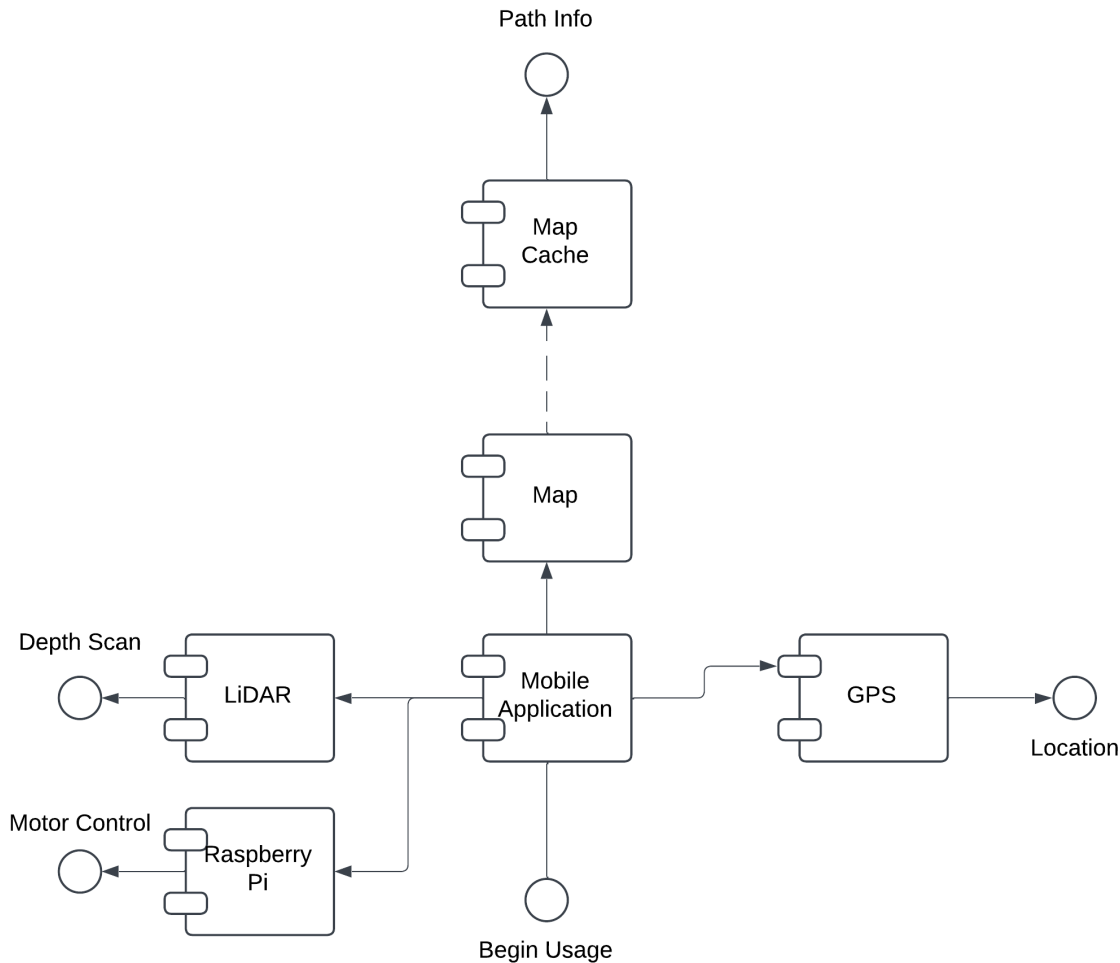 Path Info
Map
Cache
Map
Depth Scan
LiDAR
Mobile
Application
GPS
Location
Motor Control
Raspberry
Pi
Begin Usage